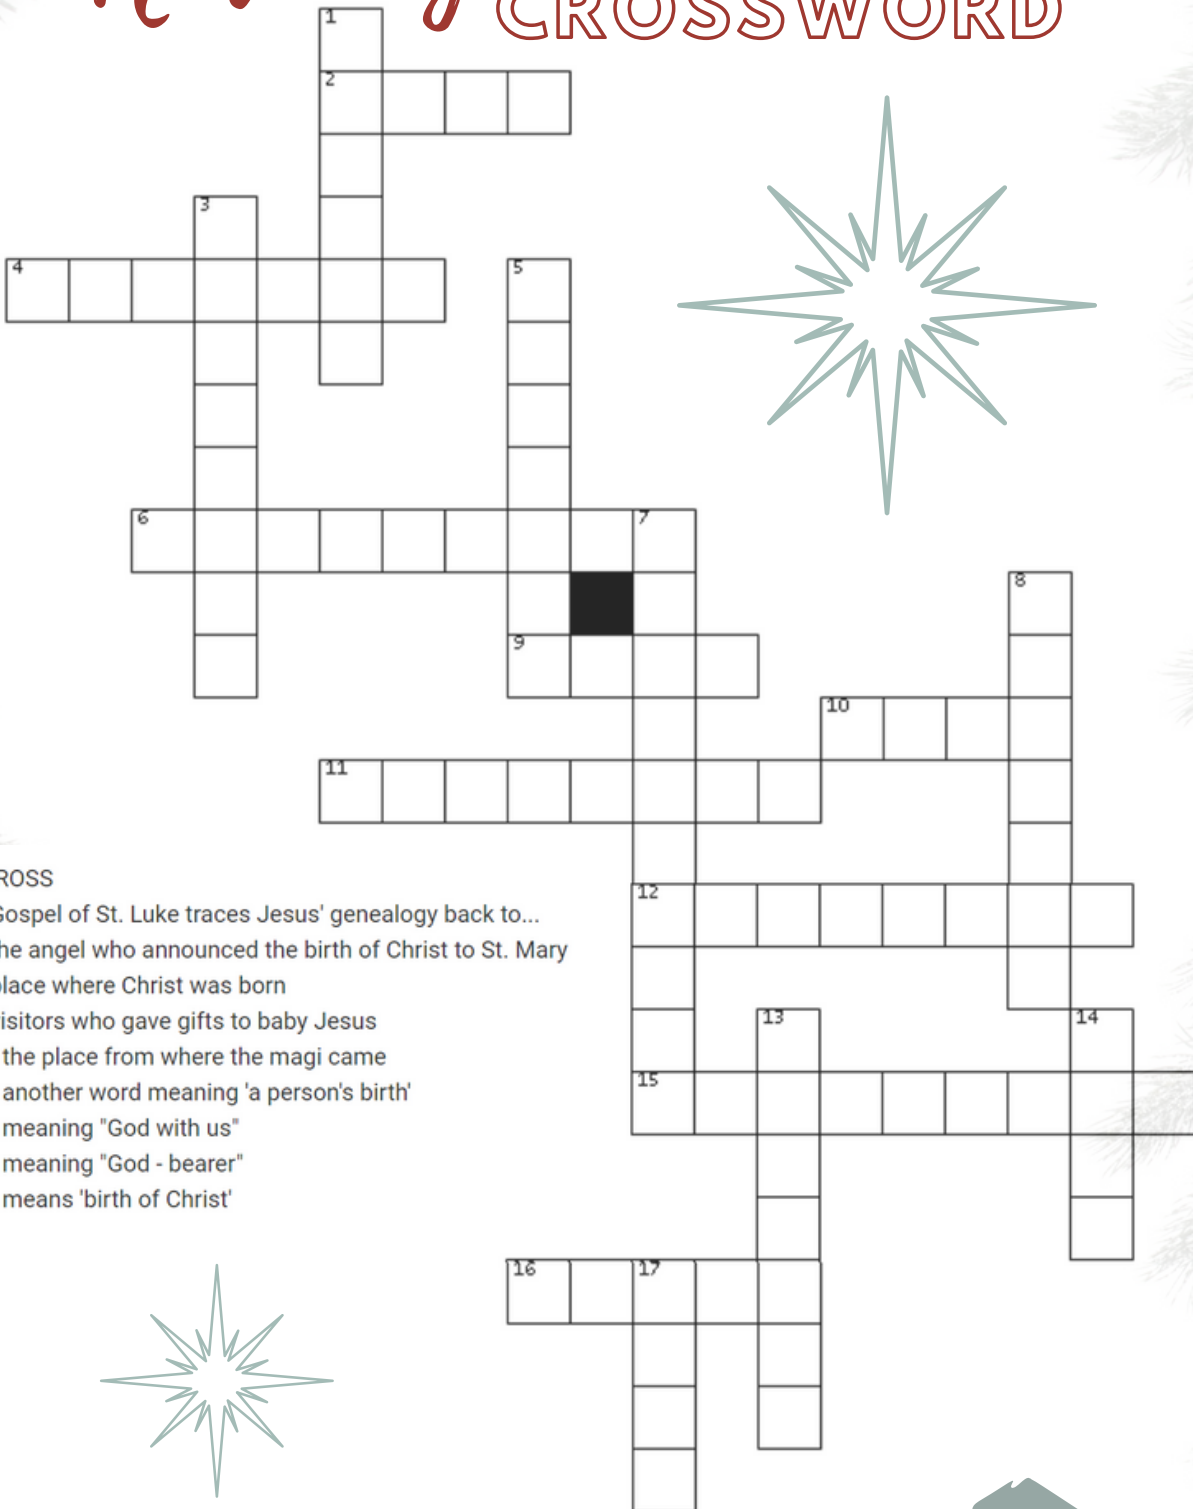 CROSSWORD
1
2
3
4
5
6
7
8
9
10
11
12
13
14
15
16
17
ROSS
Gospel of St. Luke traces Jesus' genealogy back to...
he angel who announced the birth of Christ to St. Mary
place where Christ was born
isitors who gave gifts to baby Jesus
the place from where the magi came
another word meaning 'a person's birth'
meaning "God with us"
meaning "God - bearer"
means 'birth of Christ'